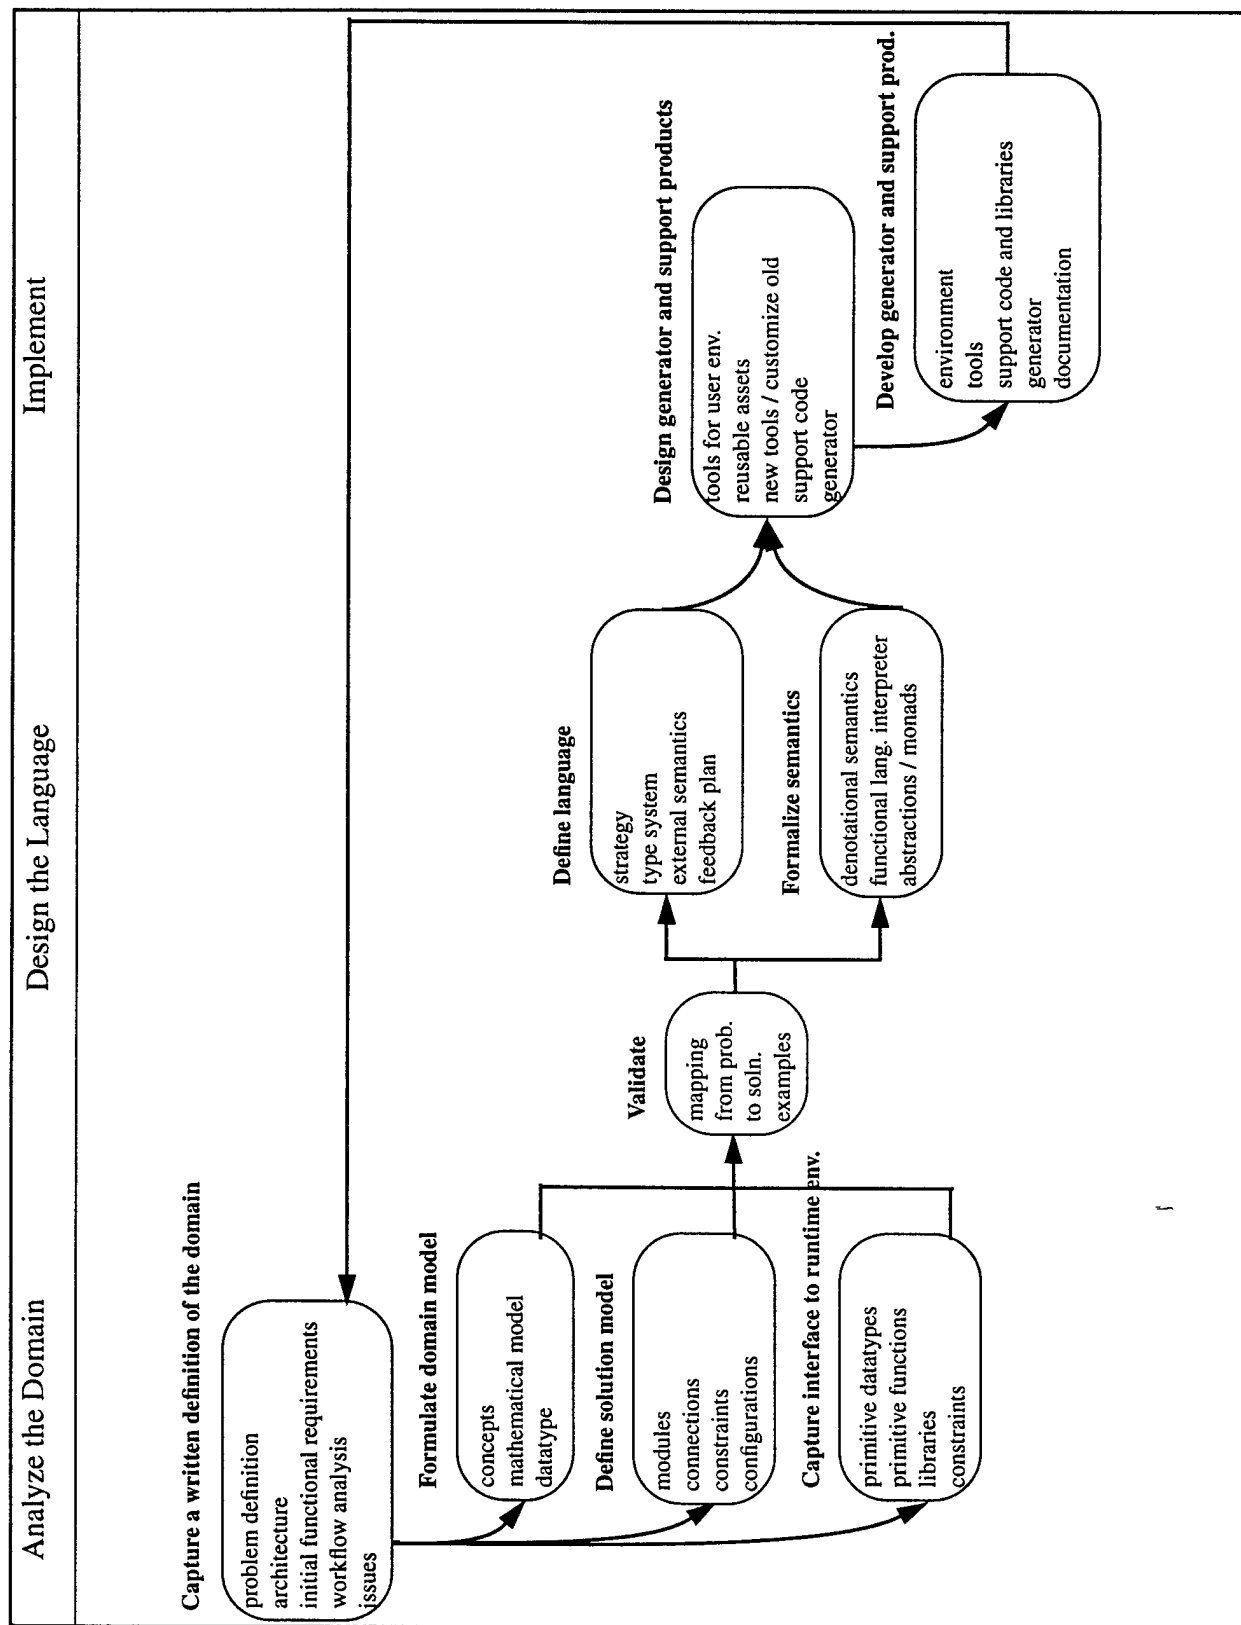 Analyze the Domain
Design the Language
Implement
Capture a written definition of the domain
problem definition
architecture
initial functional requirements
workflow analysis
issues
Formulate domain model
concepts
mathematical model
datatype
Define solution model
modules
connections
constraints
configurations
Capture interface to runtime env.
primitive datatypes
primitive functions
libraries
constraints
Validate
mapping
from prob.
to soln.
examples
Define language
strategy
type system
external semantics
feedback plan
Formalize semantics
denotational semantics
functional lang. interpreter
abstractions / monads
Design generator and support products
tools for user env.
reusable assets
new tools / customize old
support code
generator
Develop generator and support prod.
environment
tools
support code and libraries
generator
documentation